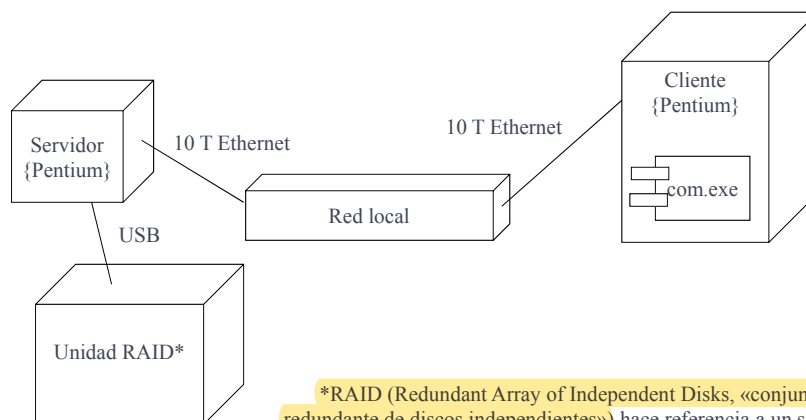 Cliente
{Pentium}
10 T Ethernet
Servidor
{Pentium}
10 T Ethernet
com.exe
Red local
USB
Unidad RAID*
*RAID (Redundant Array of Independent Disks, «conjun
redundante de discos independientes») hace referencia a un s